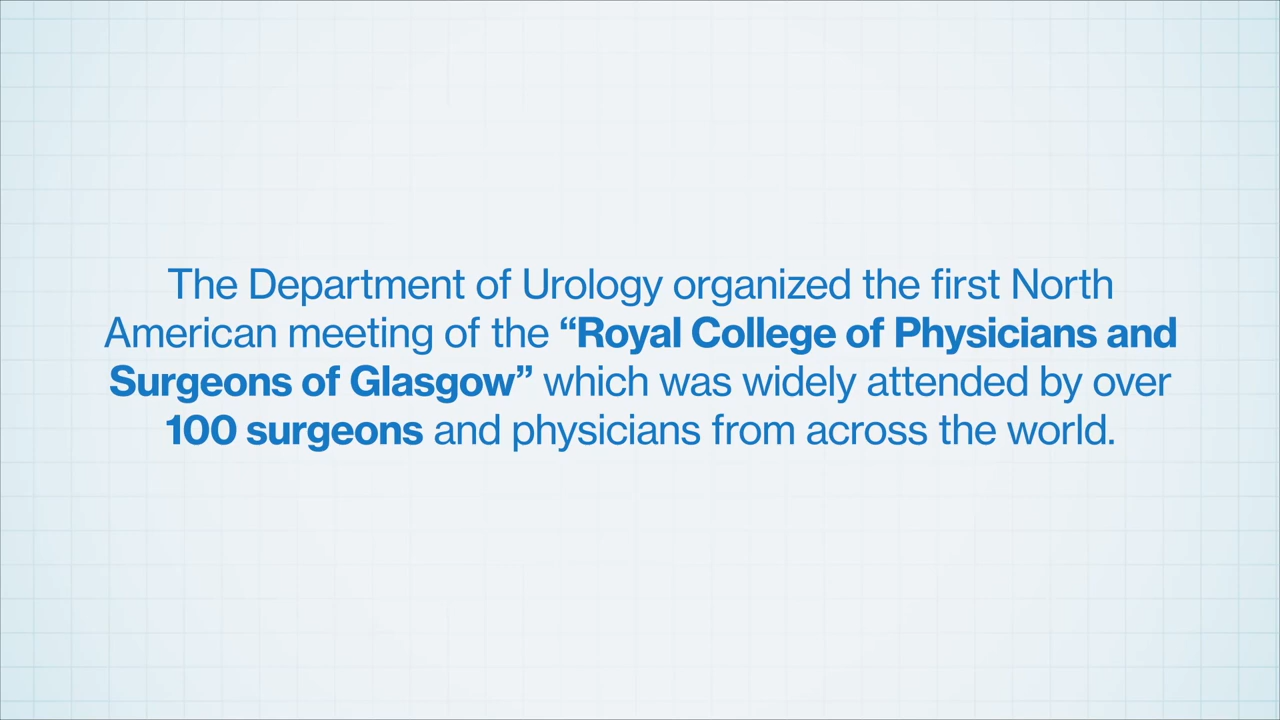 The Department of Urology organized the first North
American meeting of the “Royal College of Physicians and
Surgeons of Glasgow” which was widely attended by over
100 surgeons and physicians from across the world.